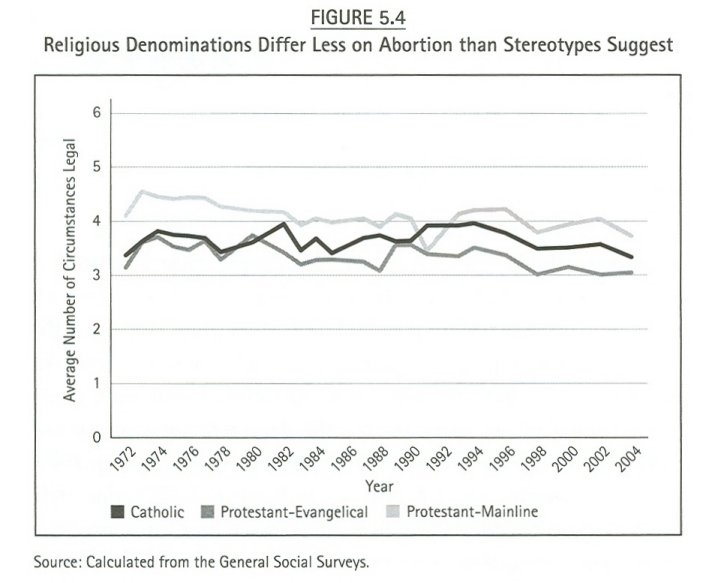 FIGURE 5.4
Religious Denominations Differ Less on Abortion than Stereotypes Suggest
6
5
4
3
2
1
0
Average Number of Circumstances Legal
1972 1974 1976 1978 1980 1982 1984 1986 1988 1990 1992 1994 1996 1998 2000 2002 2004
Year
Catholic Protestant-Evangelical Protestant-Mainline
Source: Calculated from the General Social Surveys.